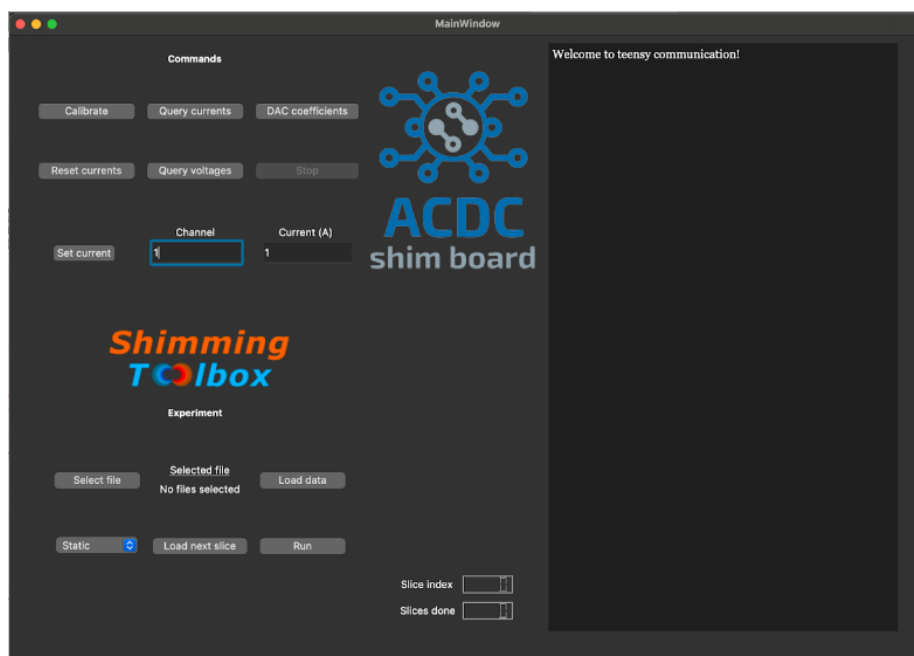 MainWindow
Commands
Welcome to teensy communication!
Calibrate
Query currents
DAC coefficients
Reset currents
Query voltages
Stop
Channel
Current (A)
Set current
1
1
ACDC
shim board
Shimming
Toolbox
Experiment
Select file
Selected file
No files selected
Load data
Static
Load next slice
Run
Slice index
0
Slices done
0